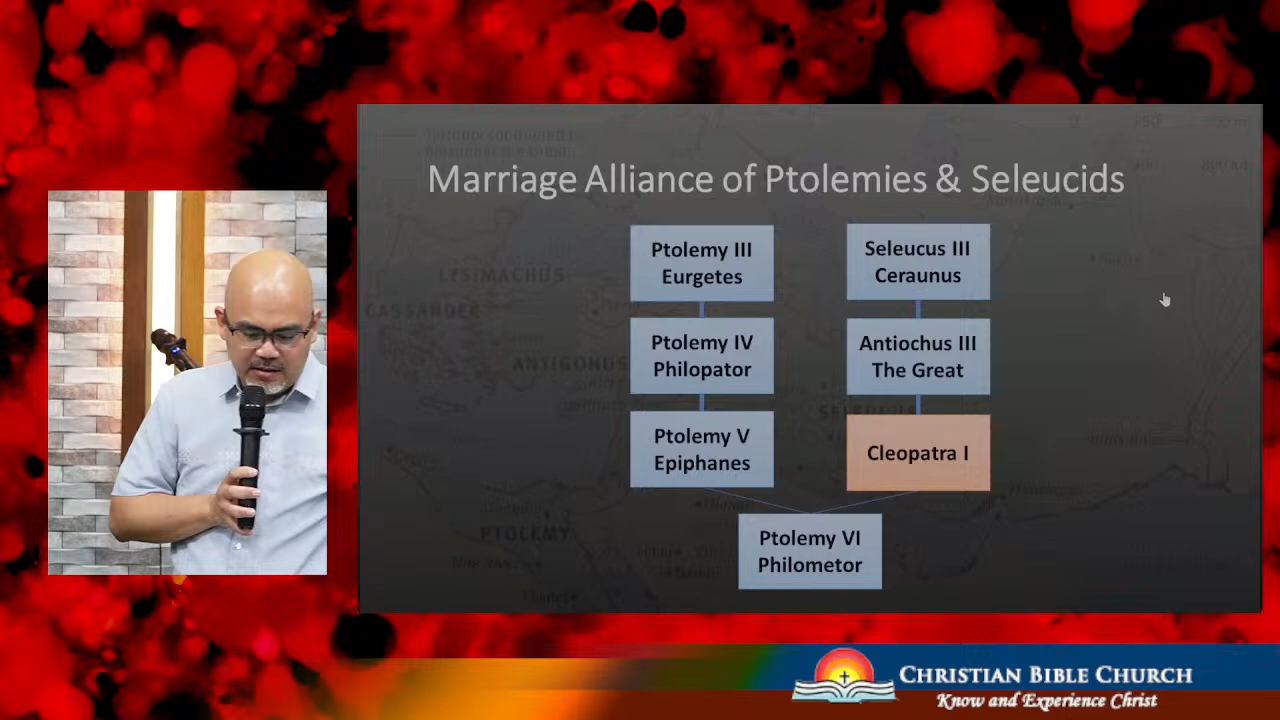 Marriage Alliance of Ptolemies & Seleucids
Ptolemy III
Eurgetes
Seleucus III
Ceraunus
LYSIMACHUS
CASSANDER
Ptolemy IV
Philopator
Antiochus III
The Great
ANTIGONUS
Ptolemy V
Epiphanes
Cleopatra I
PTOLEMY
Ptolemy VI
Philometor
CHRISTIAN BIBLE CHURCH
Know and Experience Christ